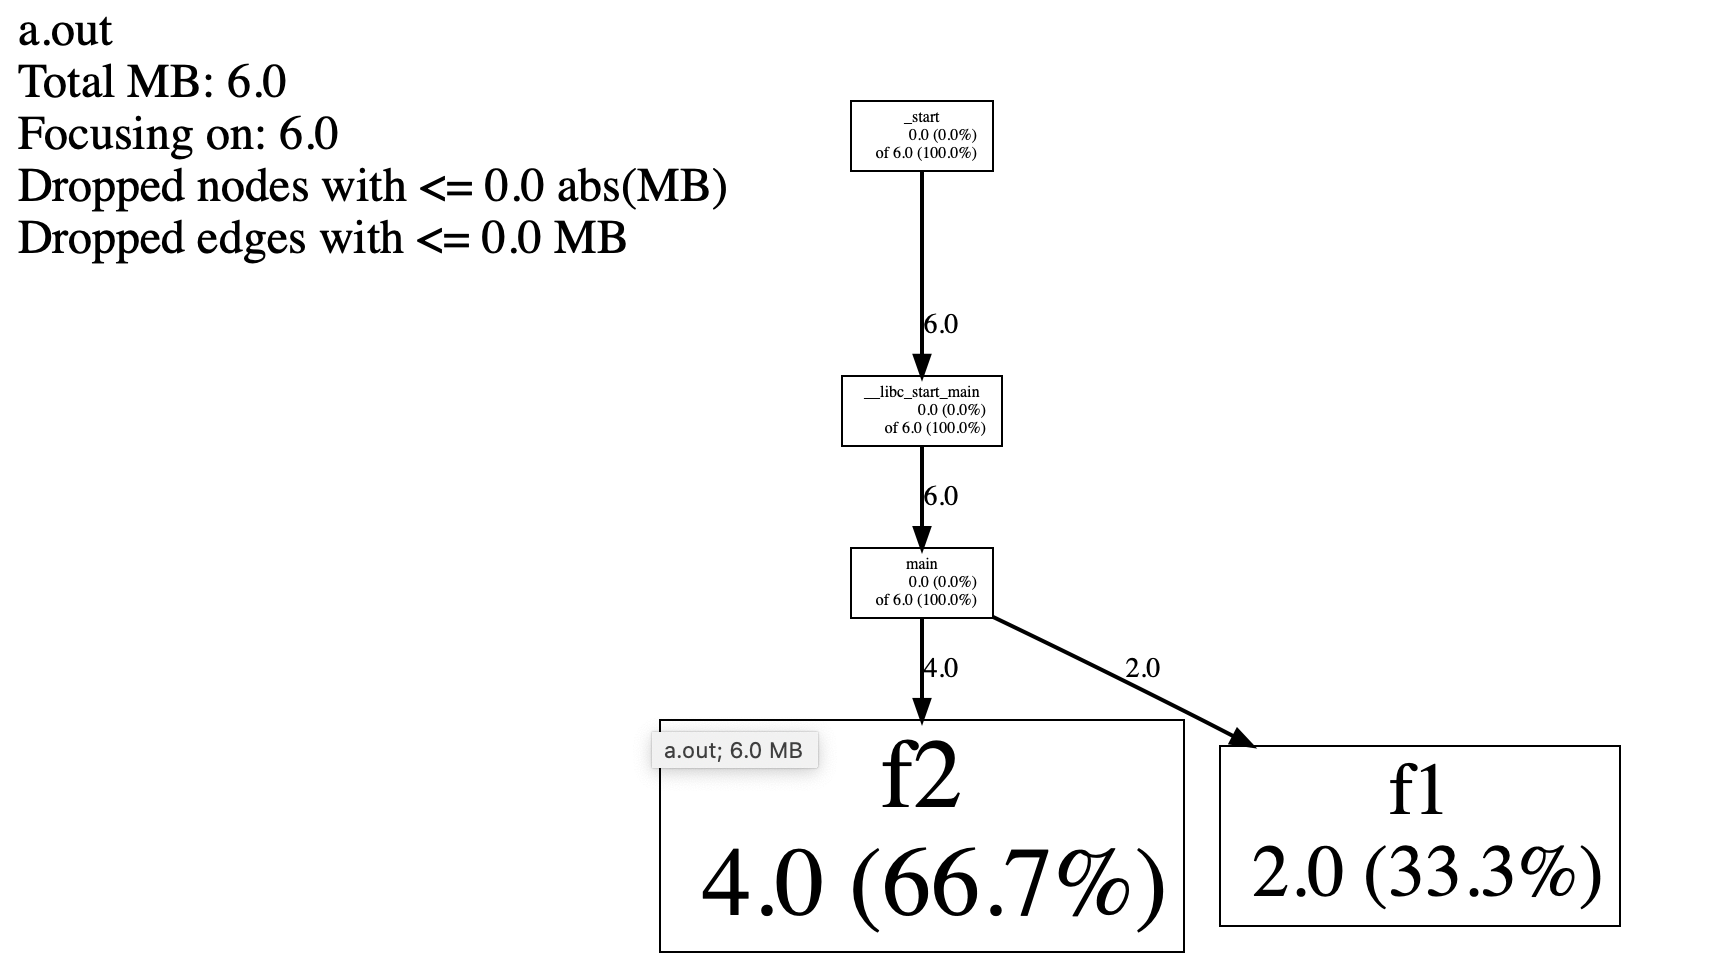 a.out
Total MB: 6.0
Focusing on: 6.0
Dropped nodes with <= 0.0 abs(MB)
Dropped edges with <= 0.0 MB
_start
0.0 (0.0%)
of 6.0 (100.0%)
6.0
__libc_start_main
0.0 (0.0%)
of 6.0 (100.0%)
6.0
main
0.0 (0.0%)
of 6.0 (100.0%)
4.0
2.0
a.out; 6.0 MB
f2
4.0 (66.7%)
f1
2.0 (33.3%)